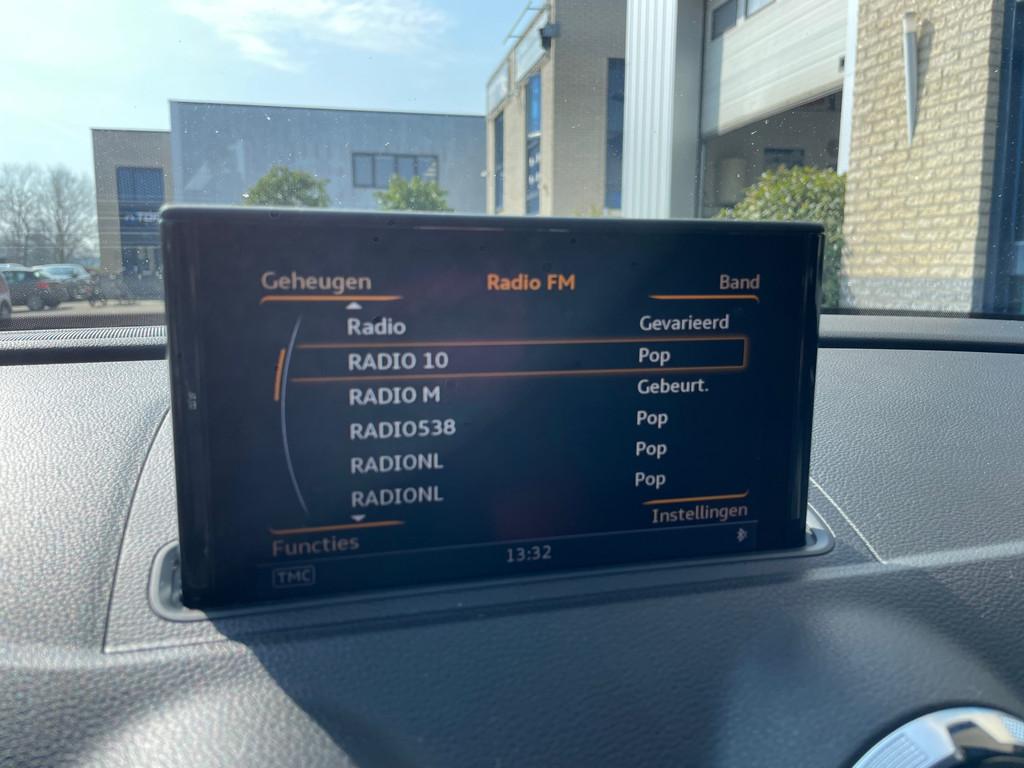 Geheugen Radio FM Band
Radio Gevarieerd
RADIO 10 Pop
RADIO M Gebeurt.
RADIO538 Pop
RADIONL Pop
RADIONL Pop
Instellingen
Functies
13:32
TMC